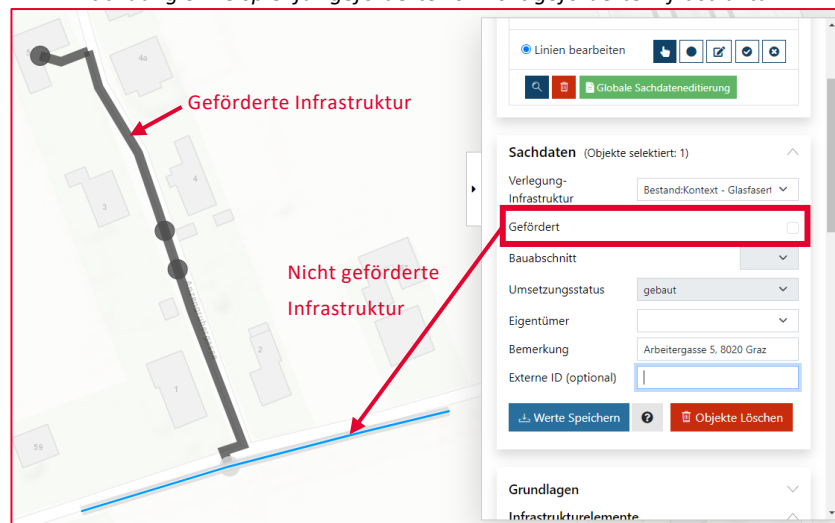 Linien bearbeiten
Globale Sachdateneditierung
Sachdaten (Objekte selektiert: 1)
Verlegung-
Infrastruktur
Bestand:Kontext - Glasfaser
Gefördert
Bauabschnitt
Umsetzungsstatus
gebaut
Eigentümer
Bemerkung
Arbeitergasse 5, 8020 Graz
Externe ID (optional)
Werte Speichern
Objekte Löschen
Grundlagen
Infrastrukturelemente
Geförderte Infrastruktur
Nicht geförderte
Infrastruktur
4a
4
3
2
1
59